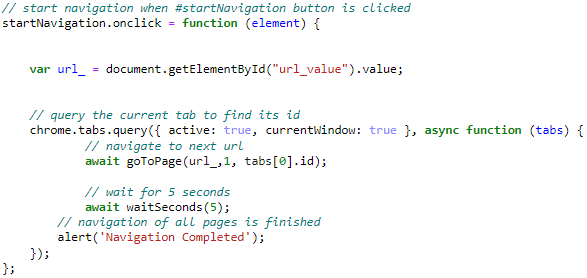 // start navigation when #startNavigation button is clicked
startNavigation.onclick = function (element) {
var url_ = document.getElementById("url_value").value;
// query the current tab to find its id
chrome.tabs.query({ active: true, currentWindow: true }, async function (tabs) {
// navigate to next url
await goToPage(url_,1, tabs[0].id);
// wait for 5 seconds
await waitSeconds(5);
// navigation of all pages is finished
alert('Navigation Completed');
});
};